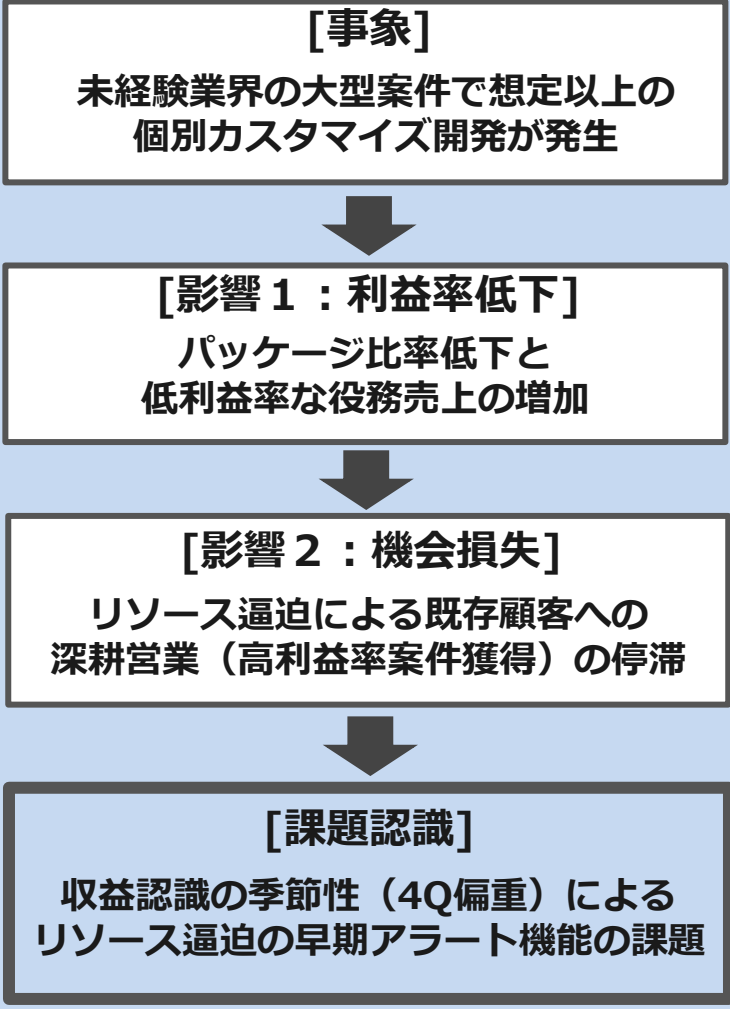 [事象]
未経験業界の大型案件で想定以上の
個別カスタマイズ開発が発生
[影響１：利益率低下]
パッケージ比率低下と
低利益率な役務売上の増加
[影響２：機会損失]
リソース逼迫による既存顧客への
深耕営業（高利益率案件獲得）の停滞
[課題認識]
収益認識の季節性（4Q偏重）による
リソース逼迫の早期アラート機能の課題